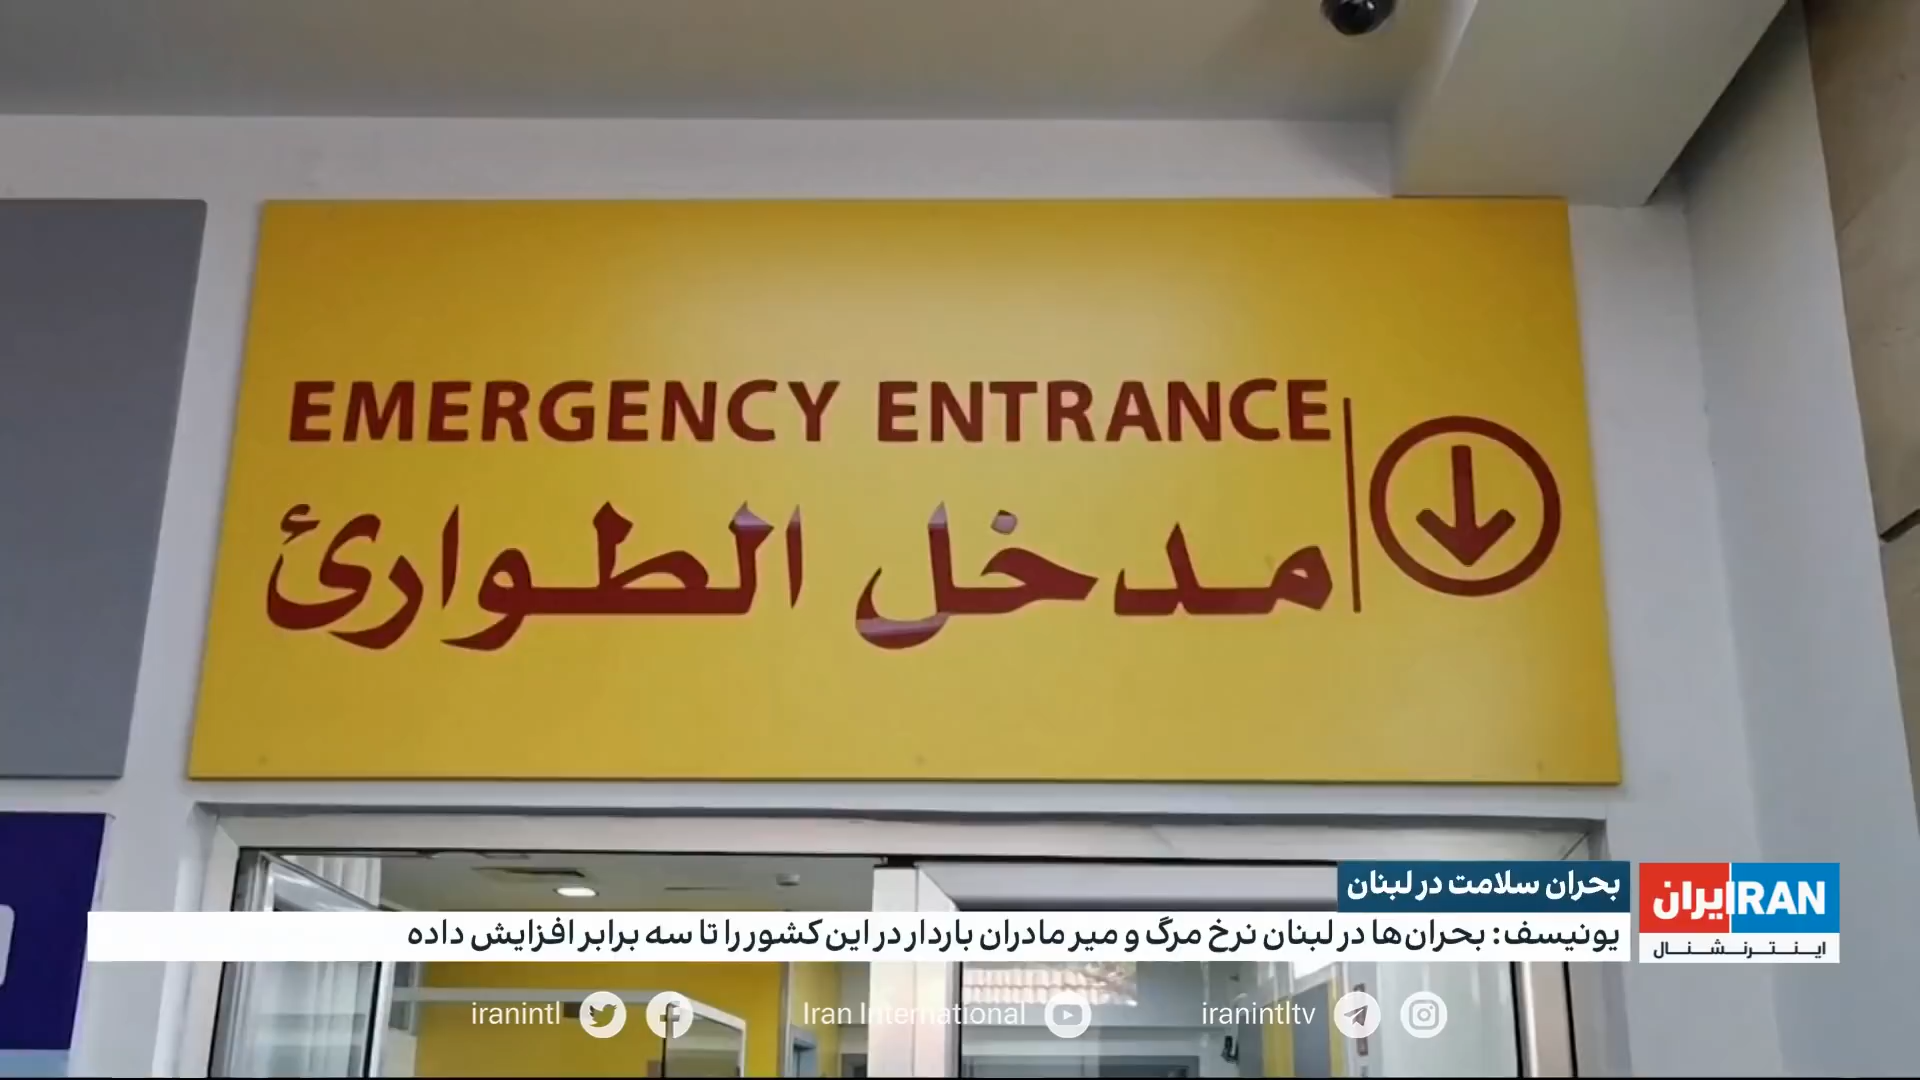 EMERGENCY ENTRANCE
مدخل الطوارئ
بحران سلامت در لبنان
یونیسف: بحران‌ها در لبنان نرخ مرگ و میر مادران باردار در این کشور را تا سه برابر افزایش داده
ایران IRAN
اینترنشنال
iranintl
Iran International
iranintltv